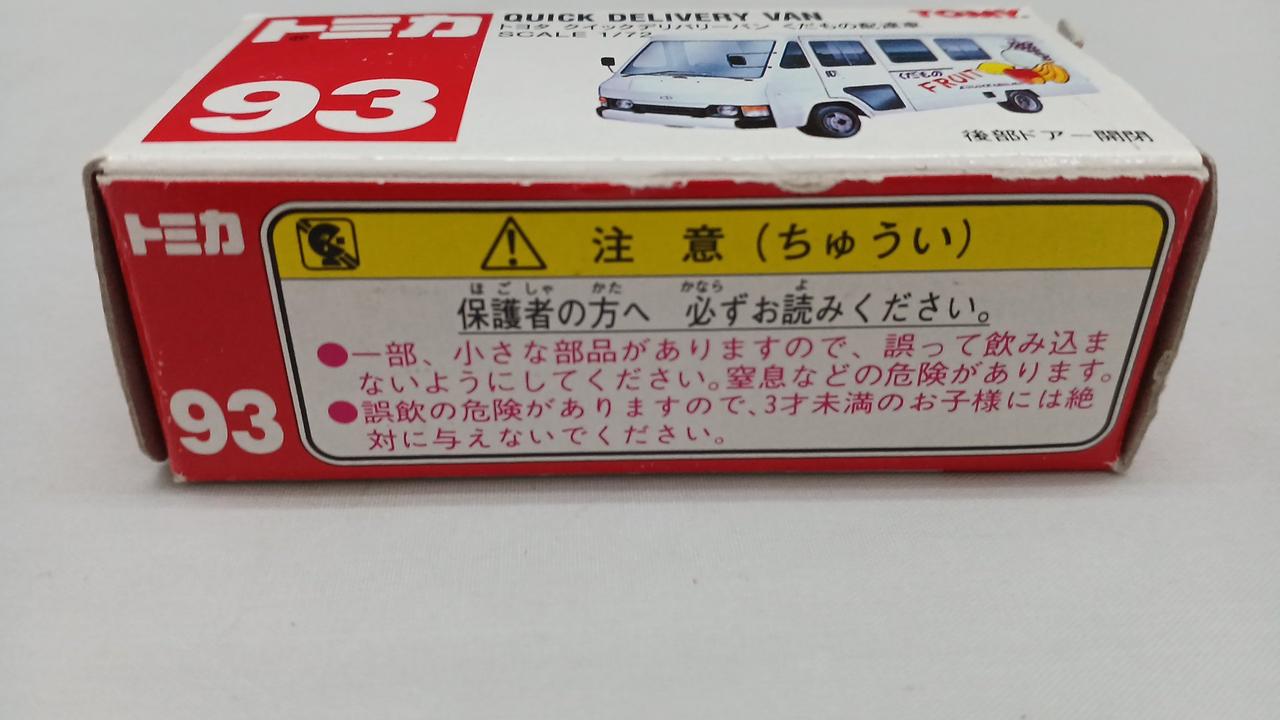 トミカ
93
QUICK DELIVERY VAN
トヨタ クイックデリバリーバン くだもの配達車
SCALE 1/72
TOMY
くだもの
FRUIT
後部ドアー開閉
トミカ
93
注 意 (ちゅうい)
ほ ご しゃ かた かなら よ
保護者の方へ 必ずお読みください。
●一部、小さな部品がありますので、誤って飲み込ま
ないようにしてください。窒息などの危険があります。
●誤飲の危険がありますので、3才未満のお子様には絶
対に与えないでください。